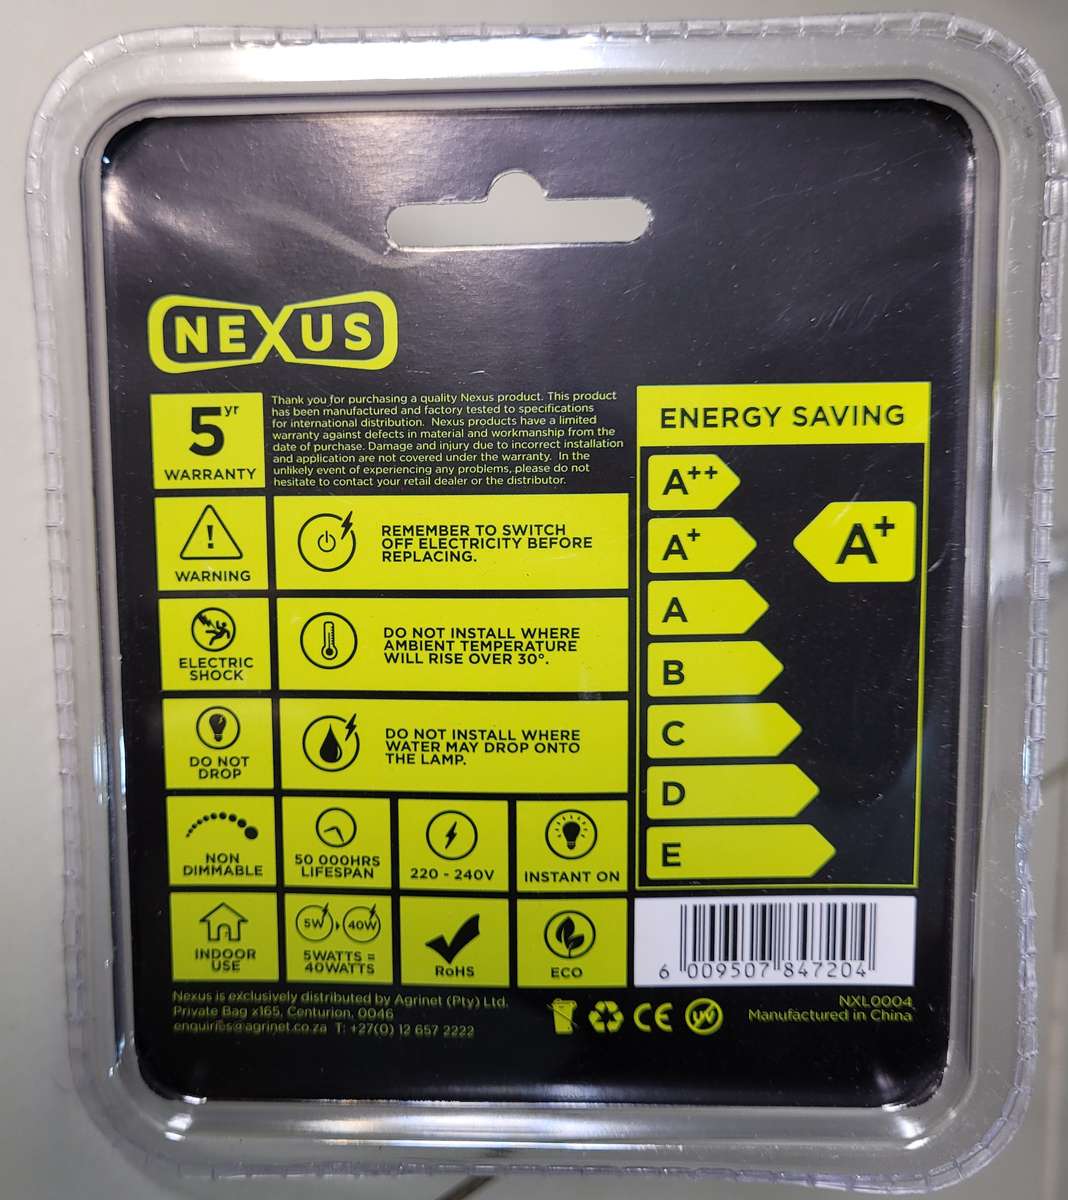 NEXUS
5yr
WARRANTY
Thank you for purchasing a quality Nexus product. This product
has been manufactured and factory tested to specifications
for international distribution. Nexus products have a limited
warranty against defects in material and workmanship from the
date of purchase. Damage and injury due to incorrect installation
and application are not covered under the warranty. In the
unlikely event of experiencing any problems, please do not
hesitate to contact your retail dealer or the distributor.
WARNING
REMEMBER TO SWITCH
OFF ELECTRICITY BEFORE
REPLACING.
ELECTRIC
SHOCK
DO NOT INSTALL WHERE
AMBIENT TEMPERATURE
WILL RISE OVER 30°.
DO NOT
DROP
DO NOT INSTALL WHERE
WATER MAY DROP ONTO
THE LAMP.
NON
DIMMABLE
50 000HRS
LIFESPAN
220 - 240V
INSTANT ON
INDOOR
USE
5W 40W
5WATTS =
40WATTS
RoHS
ECO
ENERGY SAVING
A++
A+
A+
A
B
C
D
E
6 009507 847204
Nexus is exclusively distributed by Agrinet (Pty) Ltd.
Private Bag x165, Centurion, 0046
enquiries@agrinet.co.za T: +27(0) 12 657 2222
CE
UV
NXL0004
Manufactured in China